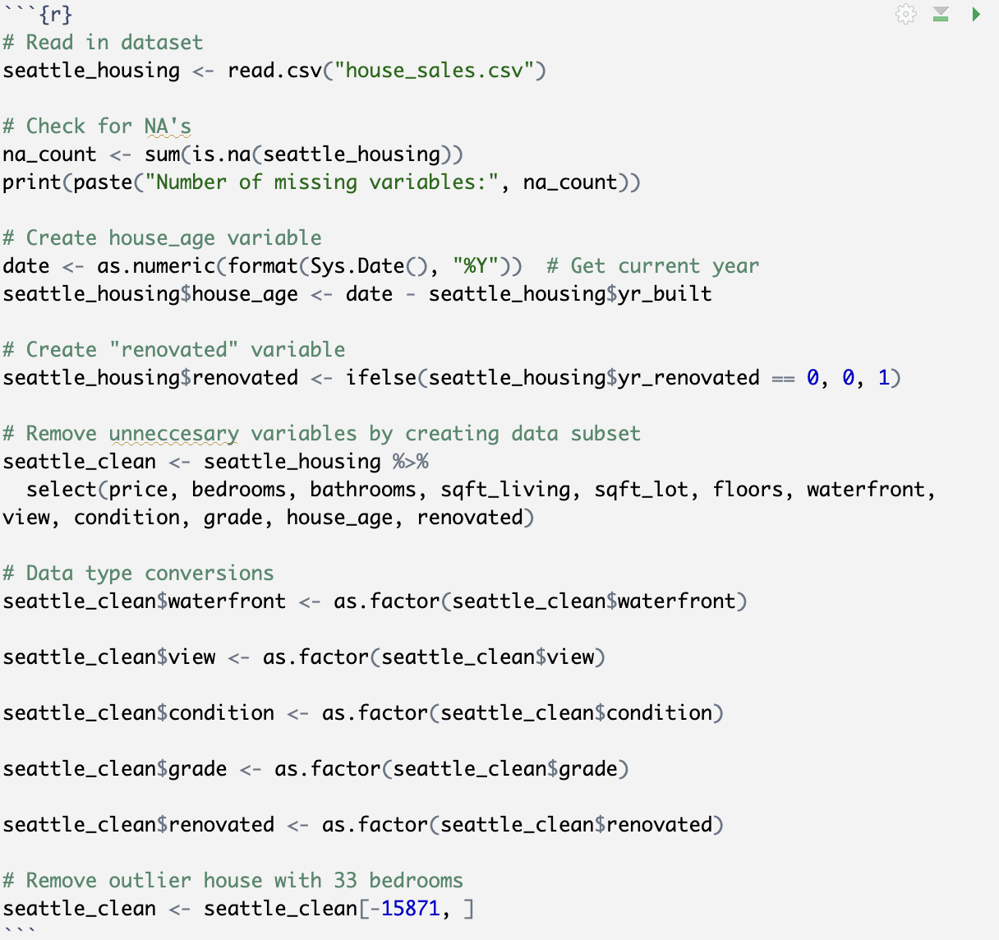 ```{r}
# Read in dataset
seattle_housing <- read.csv("house_sales.csv")
# Check for NA's
na_count <- sum(is.na(seattle_housing))
print(paste("Number of missing variables:", na_count))
# Create house_age variable
date <- as.numeric(format(Sys.Date(), "%Y"))  # Get current year
seattle_housing$house_age <- date - seattle_housing$yr_built
# Create "renovated" variable
seattle_housing$renovated <- ifelse(seattle_housing$yr_renovated == 0, 0, 1)
# Remove unneccesary variables by creating data subset
seattle_clean <- seattle_housing %>%
  select(price, bedrooms, bathrooms, sqft_living, sqft_lot, floors, waterfront,
view, condition, grade, house_age, renovated)
# Data type conversions
seattle_clean$waterfront <- as.factor(seattle_clean$waterfront)
seattle_clean$view <- as.factor(seattle_clean$view)
seattle_clean$condition <- as.factor(seattle_clean$condition)
seattle_clean$grade <- as.factor(seattle_clean$grade)
seattle_clean$renovated <- as.factor(seattle_clean$renovated)
# Remove outlier house with 33 bedrooms
seattle_clean <- seattle_clean[-15871, ]
```